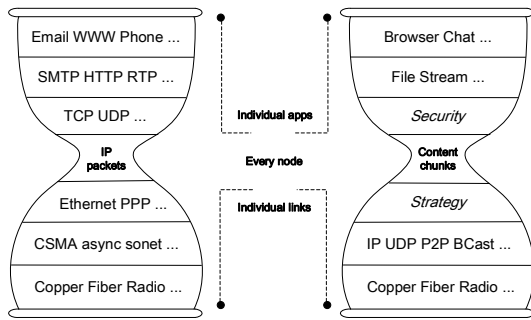 Email WWW Phone ...
SMTP HTTP RTP ...
TCP UDP ...
IP
packets
Ethernet PPP ...
CSMA async sonet ...
Copper Fiber Radio ...
Individual apps
Every node
Individual links
Browser Chat ...
File Stream ...
Security
Content
chunks
Strategy
IP UDP P2P BCast ...
Copper Fiber Radio ...